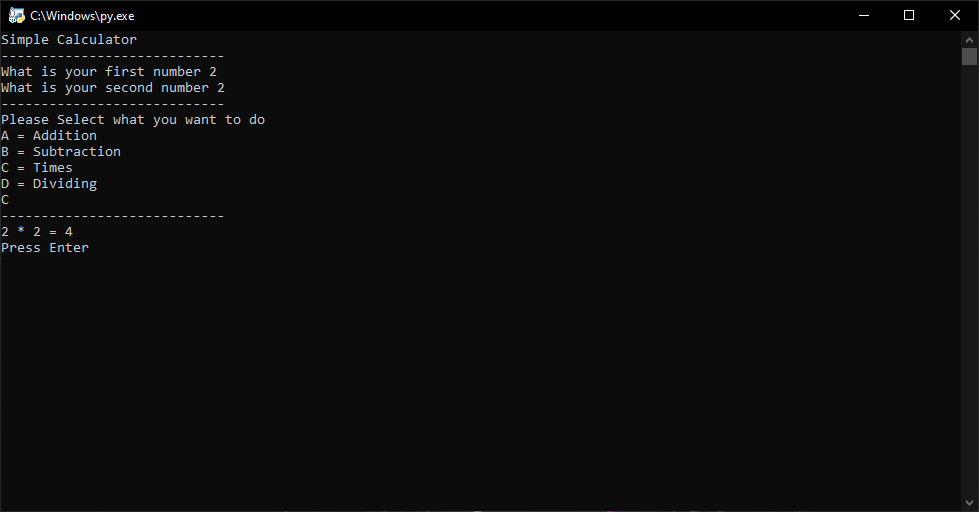 C:\Windows\py.exe
Simple Calculator
----------------------------
What is your first number 2
What is your second number 2
----------------------------
Please Select what you want to do
A = Addition
B = Subtraction
C = Times
D = Dividing
C
----------------------------
2 * 2 = 4
Press Enter